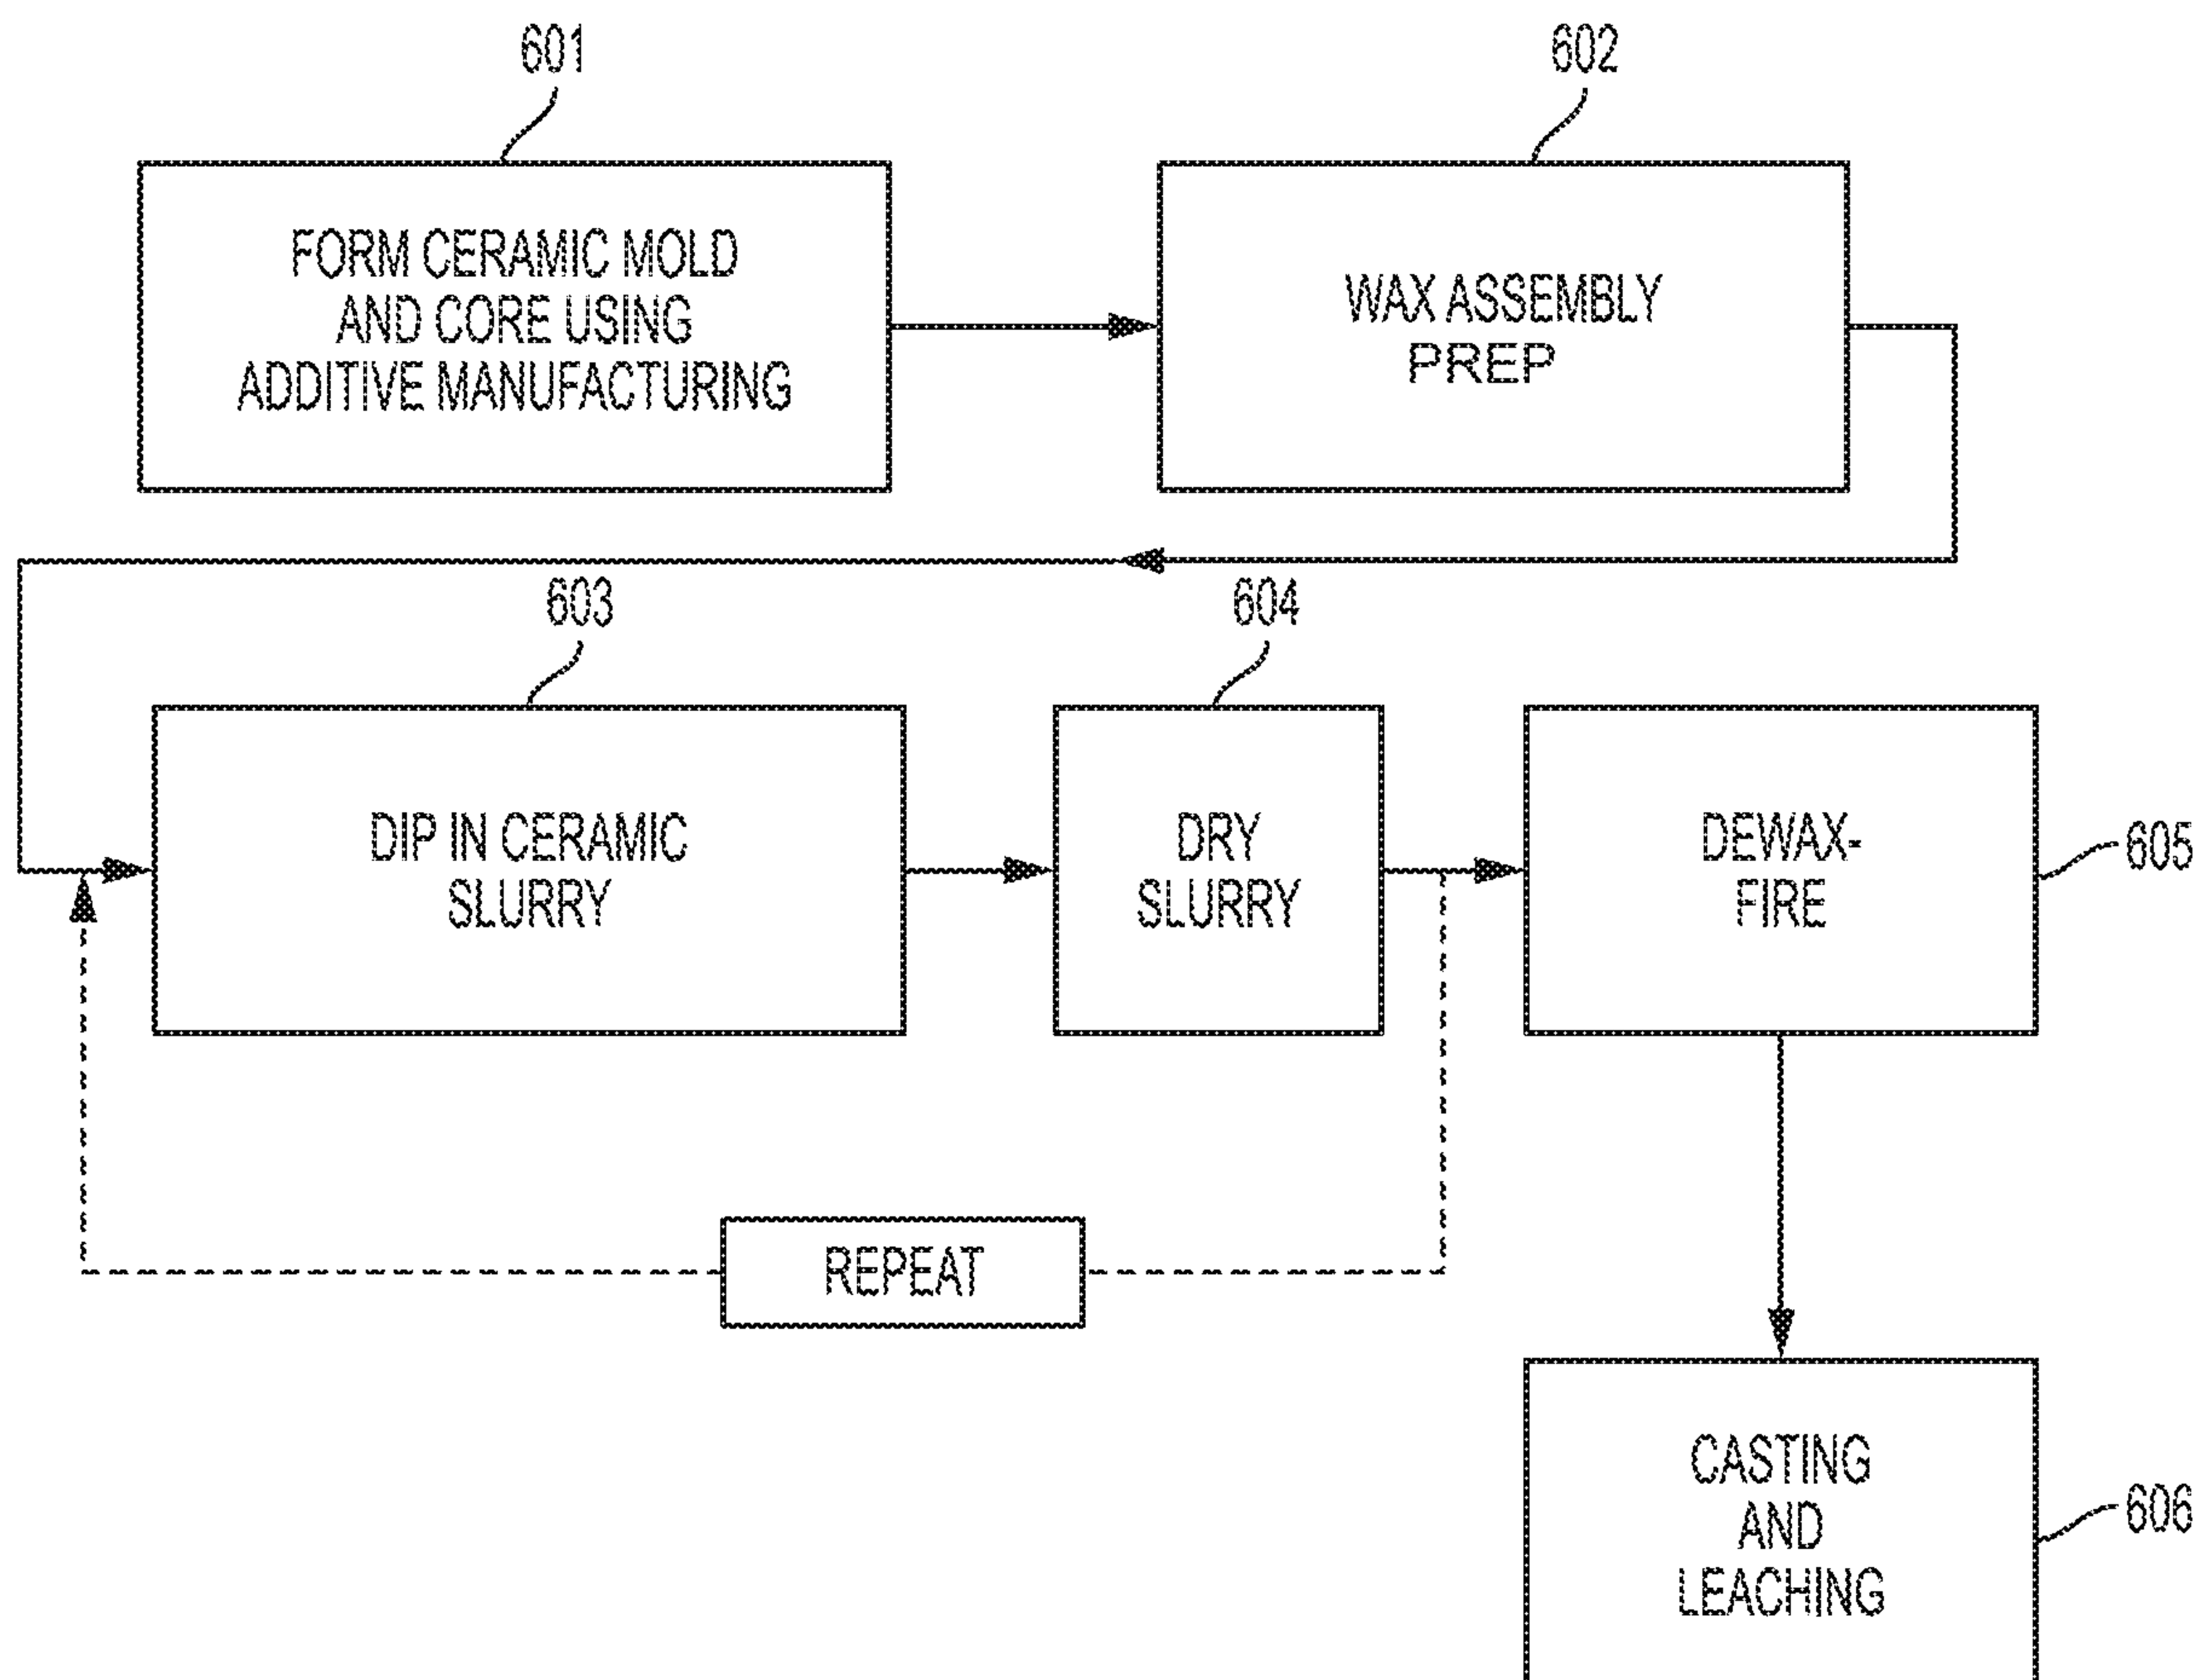 601
602
FORM CERAMIC MOLD
AND CORE USING
ADDITIVE MANUFACTURING
WAX ASSEMBLY
PREP
603
604
DIP IN CERAMIC
SLURRY
DRY
SLURRY
DEWAX-
FIRE
605
REPEAT
CASTING
AND
LEACHING
606